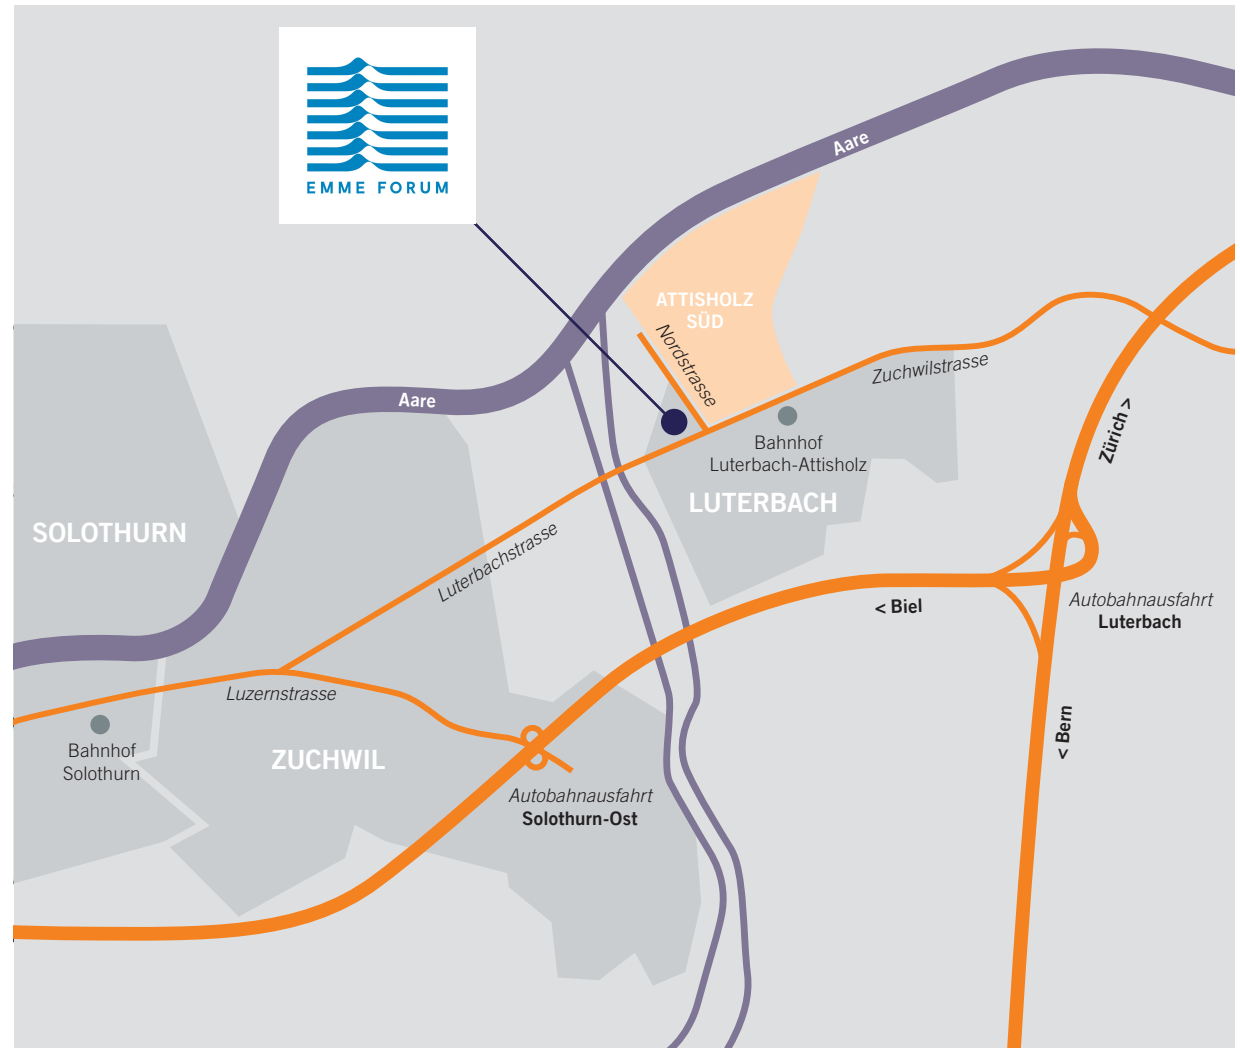 EMME FORUM
Aare
ATTISHOLZ
SÜD
Nordstrasse
Zuchwilstrasse
Aare
Zürich >
Bahnhof
Luterbach-Attisholz
LUTERBACH
SOLOTHURN
Luterbachstrasse
< Biel
Autobahnausfahrt
Luterbach
Luzernstrasse
< Bern
Bahnhof
Solothurn
ZUCHWIL
Autobahnausfahrt
Solothurn-Ost